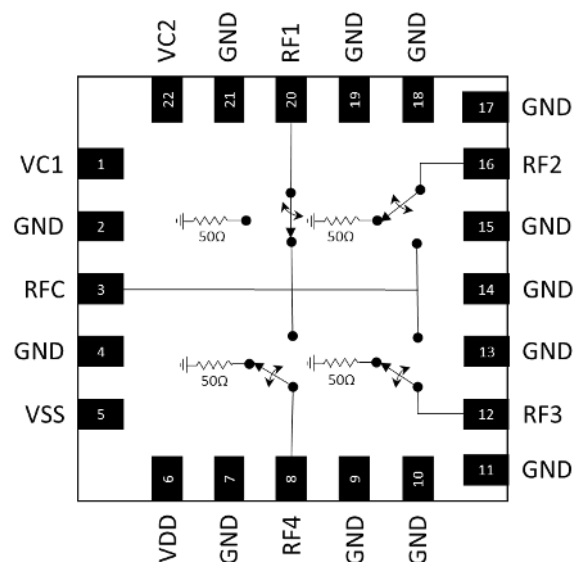 VC2 GND RF1 GND GND
22 21 20 19 18
17 GND
VC1 1 16 RF2
GND 2 15 GND
50Ω 50Ω
RFC 3 14 GND
GND 4 13 GND
50Ω 50Ω
VSS 5 12 RF3
11 GND
6 7 8 9 10
VDD GND RF4 GND GND